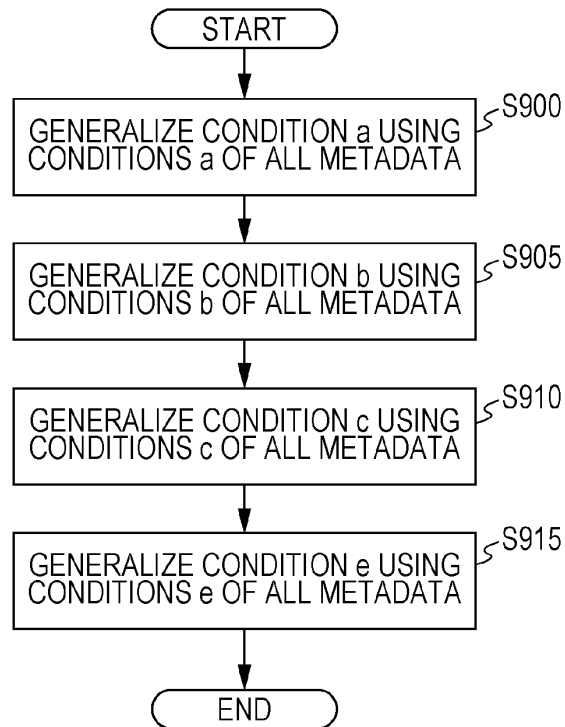 START
S900
GENERALIZE CONDITION a USING
CONDITIONS a OF ALL METADATA
S905
GENERALIZE CONDITION b USING
CONDITIONS b OF ALL METADATA
S910
GENERALIZE CONDITION c USING
CONDITIONS c OF ALL METADATA
S915
GENERALIZE CONDITION e USING
CONDITIONS e OF ALL METADATA
END